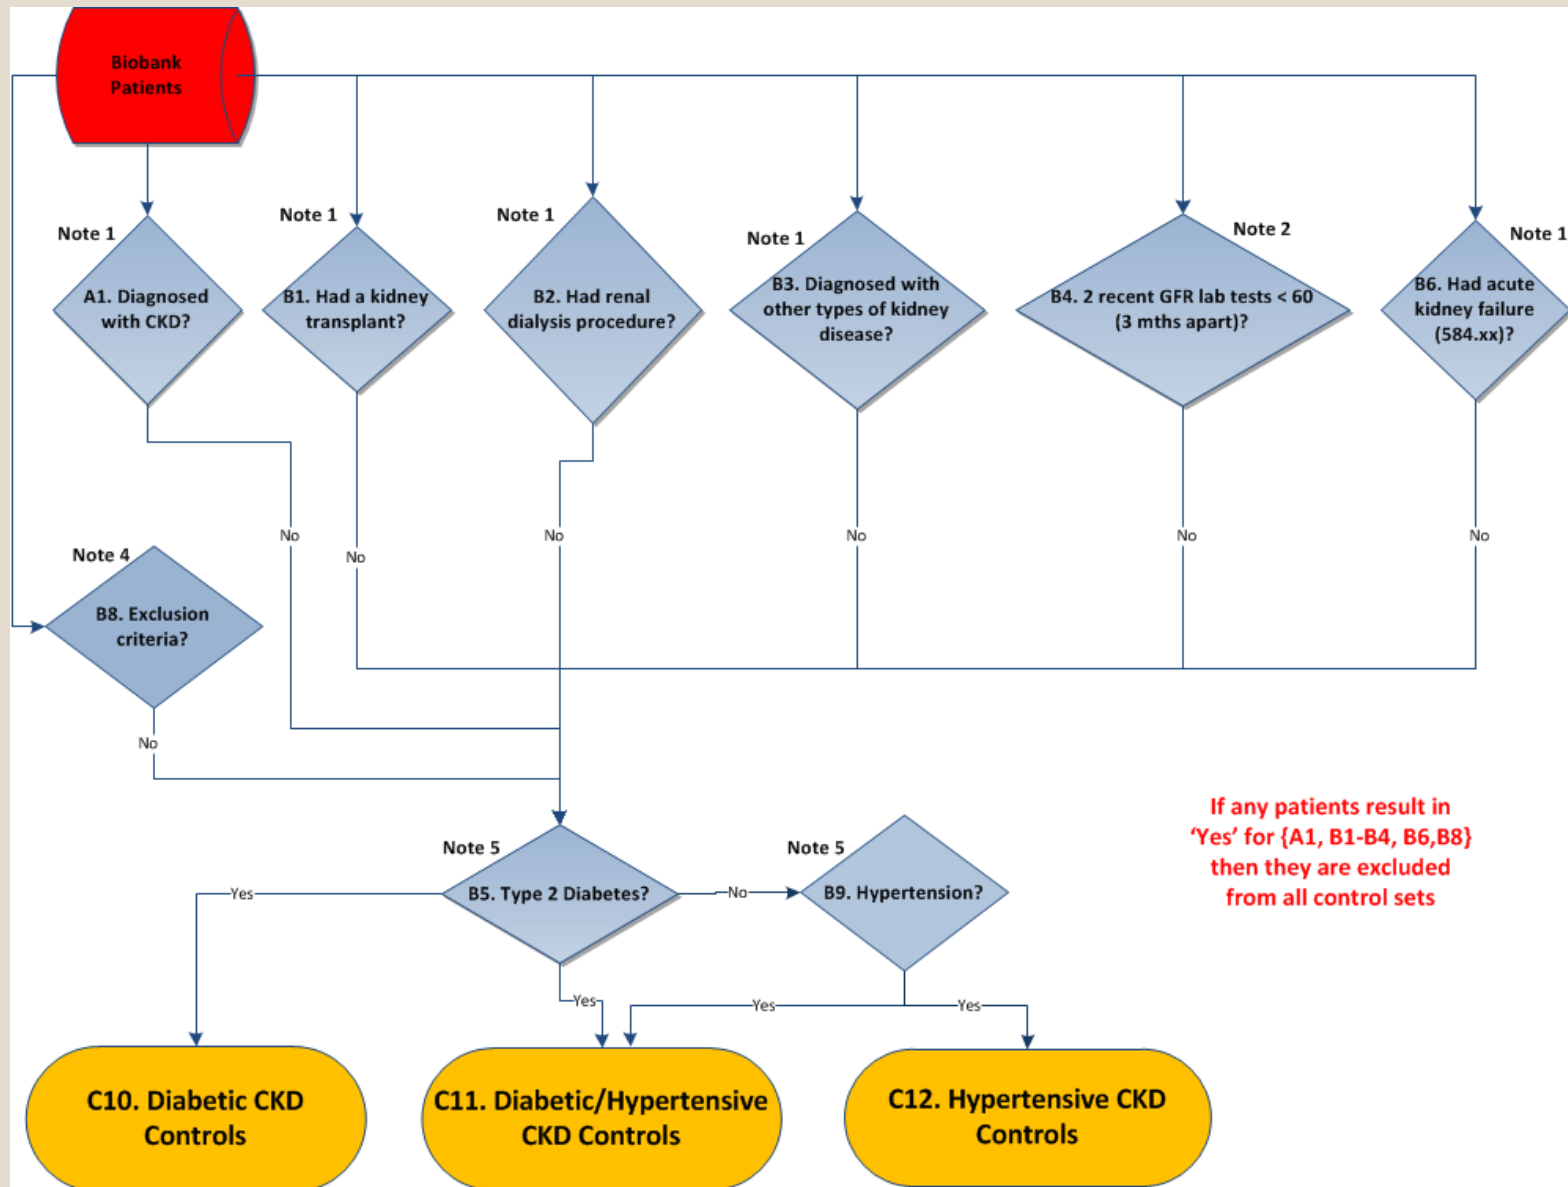 Biobank
Patients
Note 1
A1. Diagnosed
with CKD?
Note 1
B1. Had a kidney
transplant?
Note 1
B2. Had renal
dialysis procedure?
Note 1
B3. Diagnosed with
other types of kidney
disease?
Note 2
B4. 2 recent GFR lab tests < 60
(3 mths apart)?
Note 1
B6. Had acute
kidney failure
(584.xx)?
No
No
No
No
No
No
Note 4
B8. Exclusion
criteria?
No
If any patients result in
‘Yes’ for {A1, B1-B4, B6,B8}
then they are excluded
from all control sets
Note 5
B5. Type 2 Diabetes?
Note 5
B9. Hypertension?
Yes
No
Yes
Yes
Yes
C10. Diabetic CKD
Controls
C11. Diabetic/Hypertensive
CKD Controls
C12. Hypertensive CKD
Controls